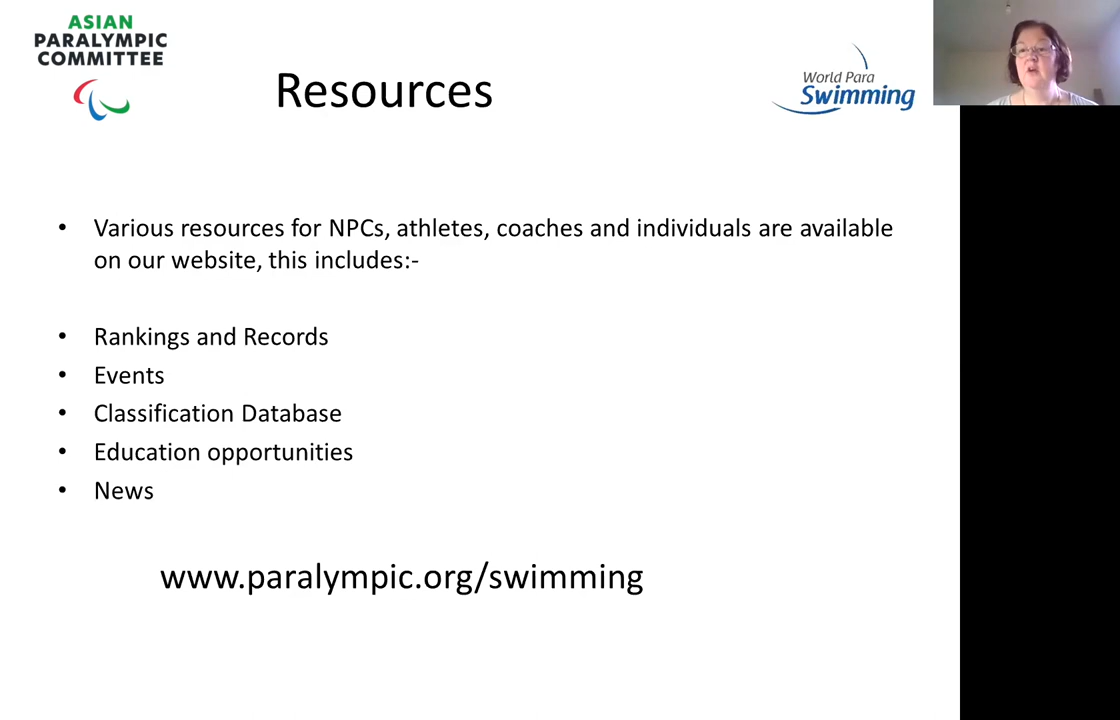 ASIAN
PARALYMPIC
COMMITTEE
Resources
World Para
Swimming
• Various resources for NPCs, athletes, coaches and individuals are available
on our website, this includes:-
• Rankings and Records
• Events
• Classification Database
• Education opportunities
• News
www.paralympic.org/swimming